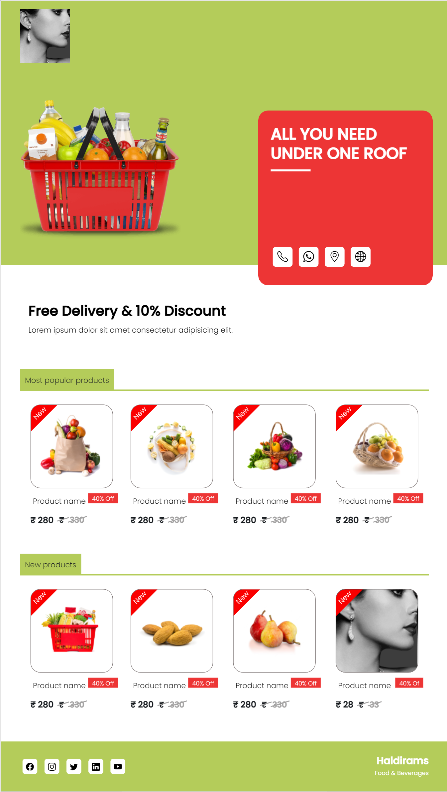 ALL YOU NEED
UNDER ONE ROOF
Free Delivery & 10% Discount
Lorem ipsum dolor sit amet consectetur adipisicing elit.
Most popular products
New New New New
Product name 40% Off Product name 40% Off Product name 40% Off Product name 40% Off
₹ 280 ₹ 330 ₹ 280 ₹ 330 ₹ 280 ₹ 330 ₹ 280 ₹ 330
New products
New New New New
Product name 40% Off Product name 40% Off Product name 40% Off Product name 40% Off
₹ 280 ₹ 330 ₹ 280 ₹ 330 ₹ 280 ₹ 330 ₹ 28 ₹ 33
Haldirams
Food & Beverages